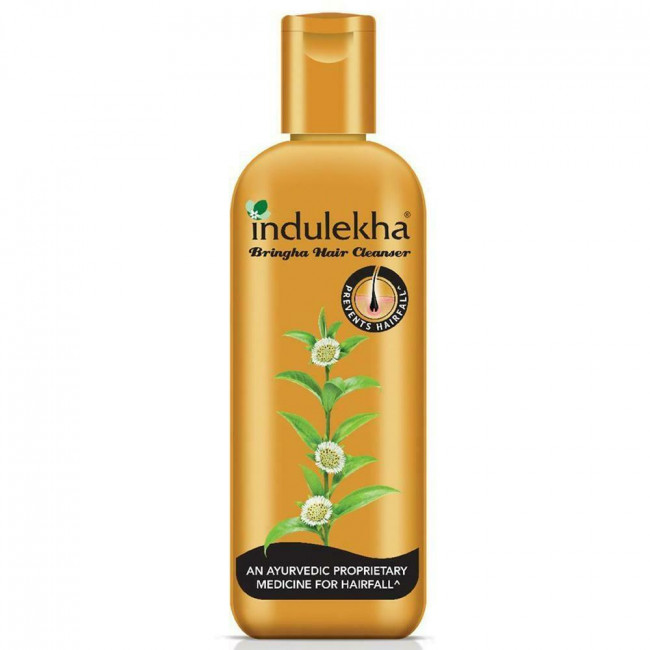 indulekha®
Bringha Hair Cleanser
PREVENTS HAIRFALL^
AN AYURVEDIC PROPRIETARY
MEDICINE FOR HAIRFALL^